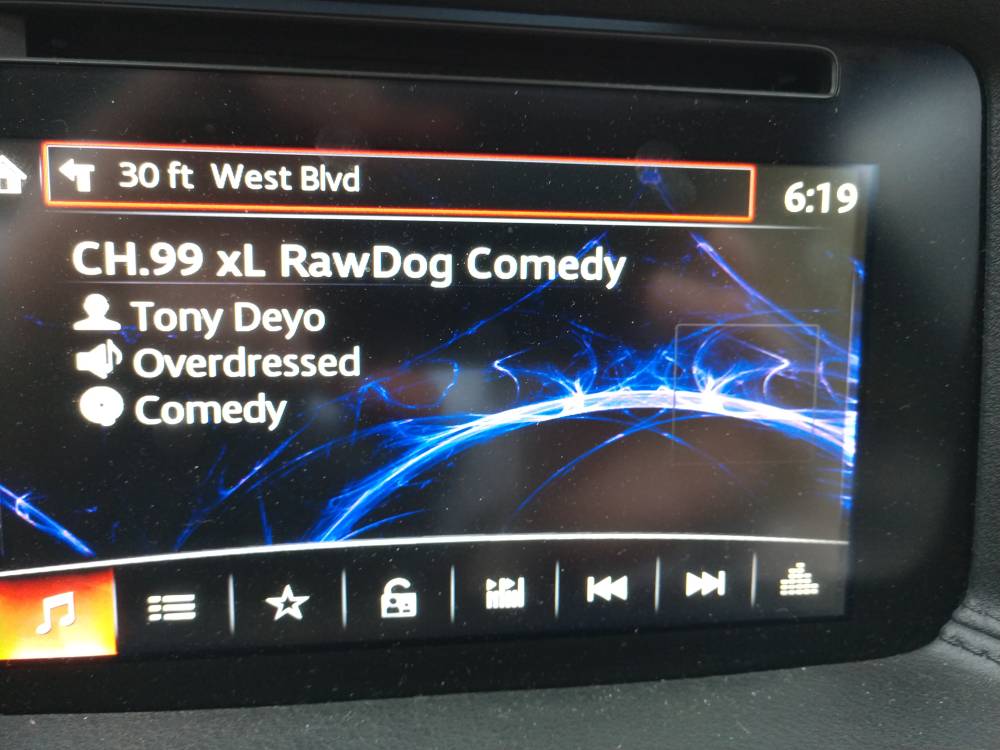 30 ft West Blvd
6:19
CH.99 xL RawDog Comedy
Tony Deyo
Overdressed
Comedy